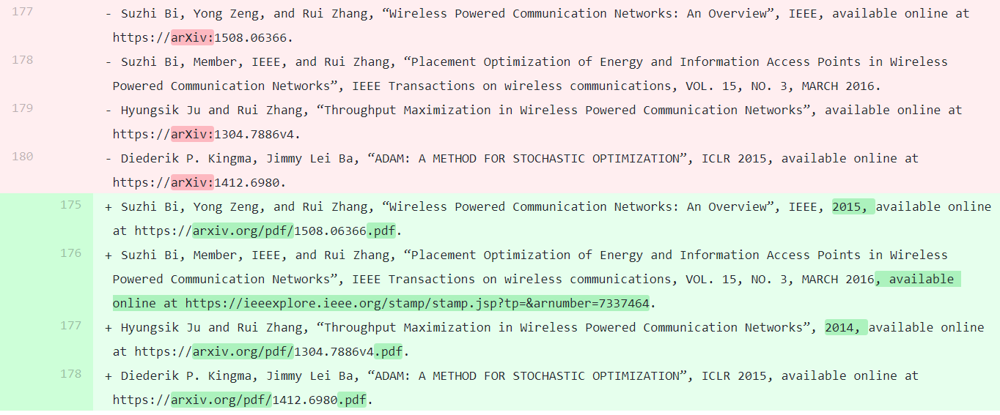 177 - Suzhi Bi, Yong Zeng, and Rui Zhang, “Wireless Powered Communication Networks: An Overview”, IEEE, available online at
https://arXiv:1508.06366.
178 - Suzhi Bi, Member, IEEE, and Rui Zhang, “Placement Optimization of Energy and Information Access Points in Wireless
Powered Communication Networks”, IEEE Transactions on wireless communications, VOL. 15, NO. 3, MARCH 2016.
179 - Hyungsik Ju and Rui Zhang, “Throughput Maximization in Wireless Powered Communication Networks”, available online at
https://arXiv:1304.7886v4.
180 - Diederik P. Kingma, Jimmy Lei Ba, “ADAM: A METHOD FOR STOCHASTIC OPTIMIZATION”, ICLR 2015, available online at
https://arXiv:1412.6980.
175 + Suzhi Bi, Yong Zeng, and Rui Zhang, “Wireless Powered Communication Networks: An Overview”, IEEE, 2015, available online
at https://arxiv.org/pdf/1508.06366.pdf.
176 + Suzhi Bi, Member, IEEE, and Rui Zhang, “Placement Optimization of Energy and Information Access Points in Wireless
Powered Communication Networks”, IEEE Transactions on wireless communications, VOL. 15, NO. 3, MARCH 2016, available
online at https://ieeexplore.ieee.org/stamp/stamp.jsp?tp=&arnumber=7337464.
177 + Hyungsik Ju and Rui Zhang, “Throughput Maximization in Wireless Powered Communication Networks”, 2014, available online
at https://arxiv.org/pdf/1304.7886v4.pdf.
178 + Diederik P. Kingma, Jimmy Lei Ba, “ADAM: A METHOD FOR STOCHASTIC OPTIMIZATION”, ICLR 2015, available online at
https://arxiv.org/pdf/1412.6980.pdf.